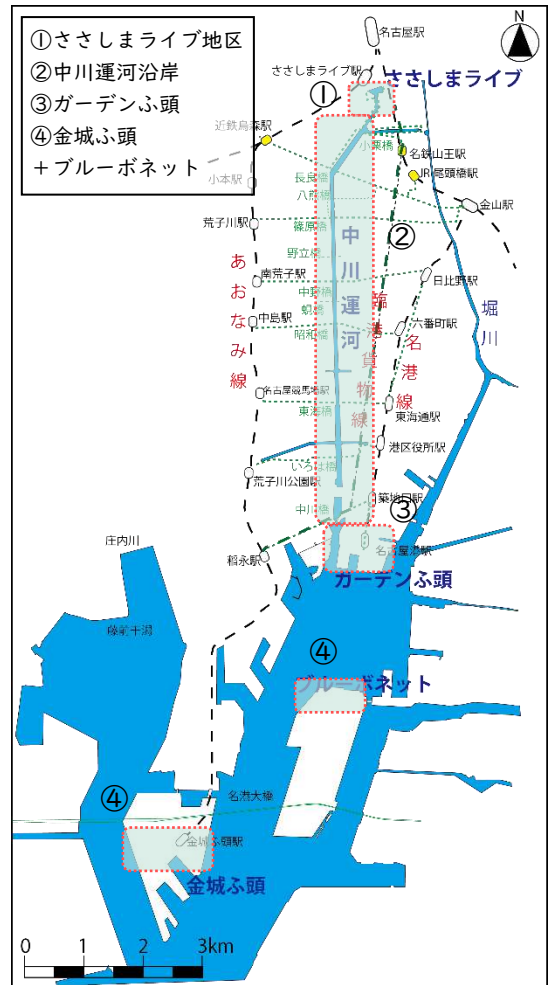 ①ささしまライブ地区
②中川運河沿岸
③ガーデンふ頭
④金城ふ頭
＋ブルーボネット
N
名古屋駅
ささしまライブ駅
ささしまライブ
①
近鉄烏森駅
小栗橋
名鉄山王駅
JR尾頭橋駅
小本駅
長良橋
八熊橋
金山駅
荒子川駅
篠原橋
②
中川運河
野立橋
あおなみ線
南荒子駅
日比野駅
中野橋
臨港貨物線
堀川
中島駅
昭和橋
六番町駅
名港線
名古屋競馬場駅
東海橋
東海通駅
港区役所駅
いろは橋
荒子川公園駅
築地口駅
中川橋
③
稲永駅
名古屋港駅
ガーデンふ頭
庄内川
藤前干潟
④
ブルーボネット
名港大橋
④
金城ふ頭駅
金城ふ頭
0 1 2 3km